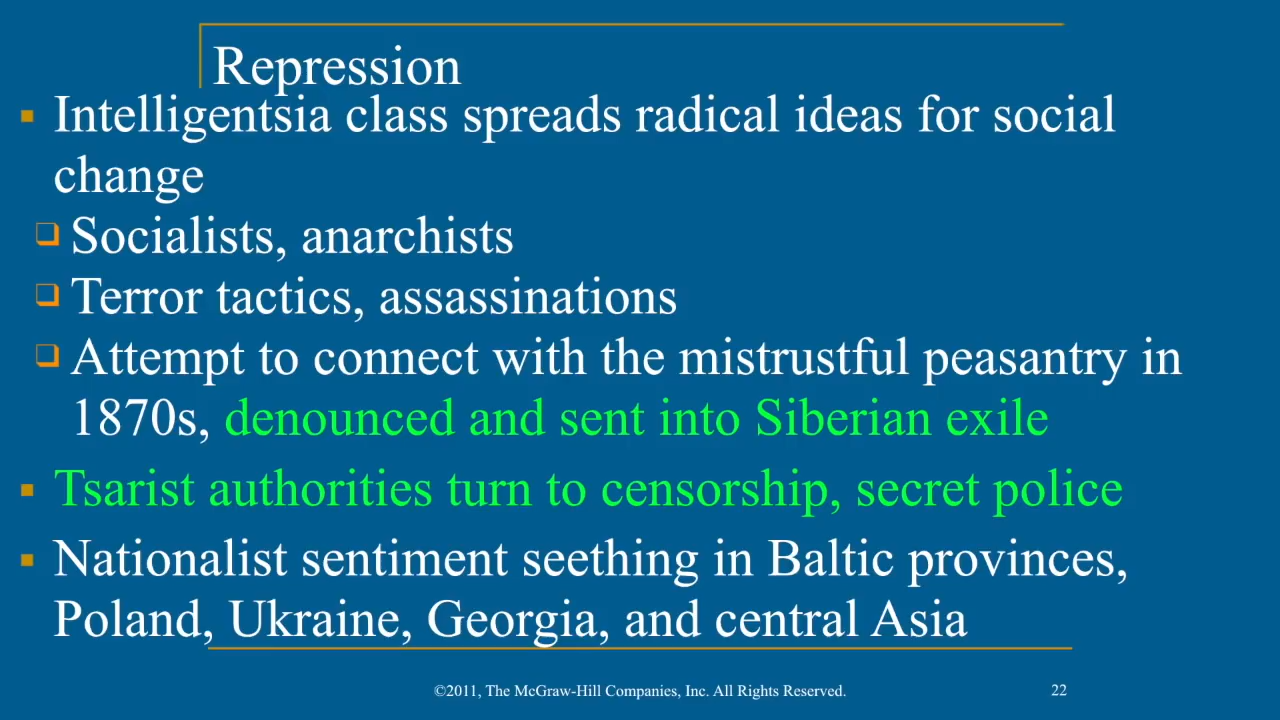 Repression
Intelligentsia class spreads radical ideas for social
change
Socialists, anarchists
Terror tactics, assassinations
Attempt to connect with the mistrustful peasantry in
1870s, denounced and sent into Siberian exile
Tsarist authorities turn to censorship, secret police
Nationalist sentiment seething in Baltic provinces,
Poland, Ukraine, Georgia, and central Asia
©2011, The McGraw-Hill Companies, Inc. All Rights Reserved.
22